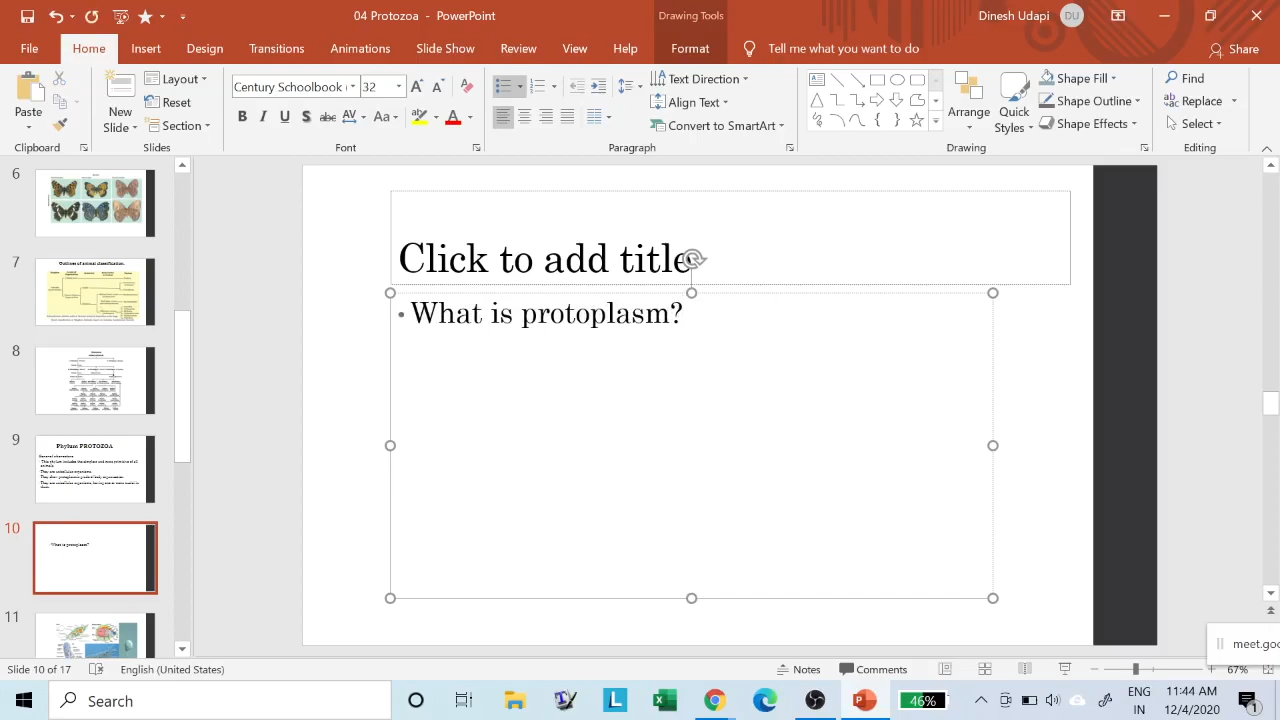 04 Protozoa - PowerPoint
Drawing Tools
Dinesh Udapi
DU
File
Home
Insert
Design
Transitions
Animations
Slide Show
Review
View
Help
Format
Tell me what you want to do
Share
Paste
New
Slide
Layout
Reset
Section
Century Schoolbook (
32
B I U S abc AV Aa A
Text Direction
Align Text
Convert to SmartArt
Arrange
Quick
Styles
Shape Fill
Shape Outline
Shape Effects
Find
Replace
Select
Clipboard
Slides
Font
Paragraph
Drawing
Editing
6
7
Outlines of animal classification.
8
9
Phylum PROTOZOA
10
What is protoplasm?
11
Click to add title
• What is protoplasm?
meet.goo
Slide 10 of 17
English (United States)
Notes
Comments
67%
Search
46%
ENG
IN
11:44 AM
12/4/2020
1